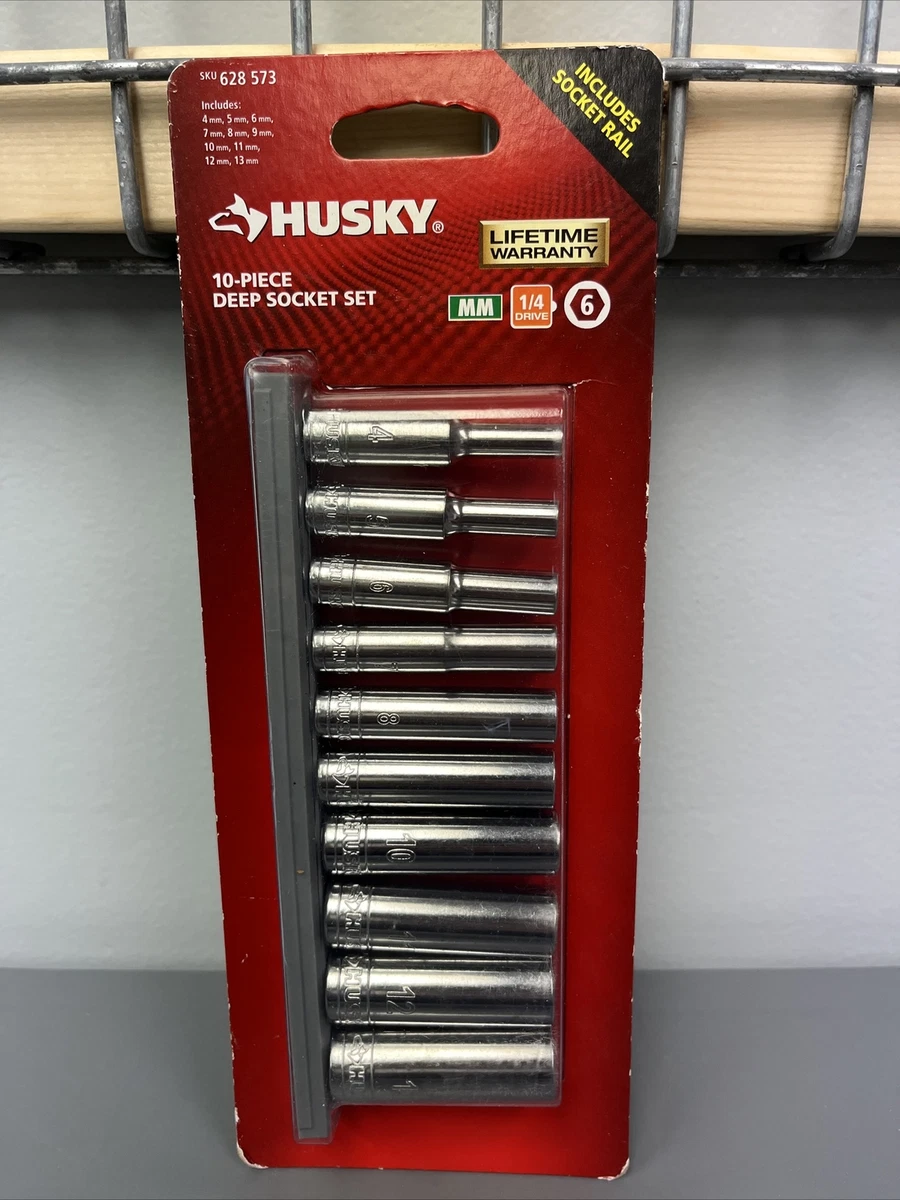 SKU 628 573
Includes:
4 mm, 5 mm, 6 mm,
7 mm, 8 mm, 9 mm,
10 mm, 11 mm,
12 mm, 13 mm
INCLUDES
SOCKET RAIL
HUSKY®
LIFETIME
WARRANTY
10-PIECE
DEEP SOCKET SET
MM
1/4
DRIVE
6
4
5
6
8
10
12